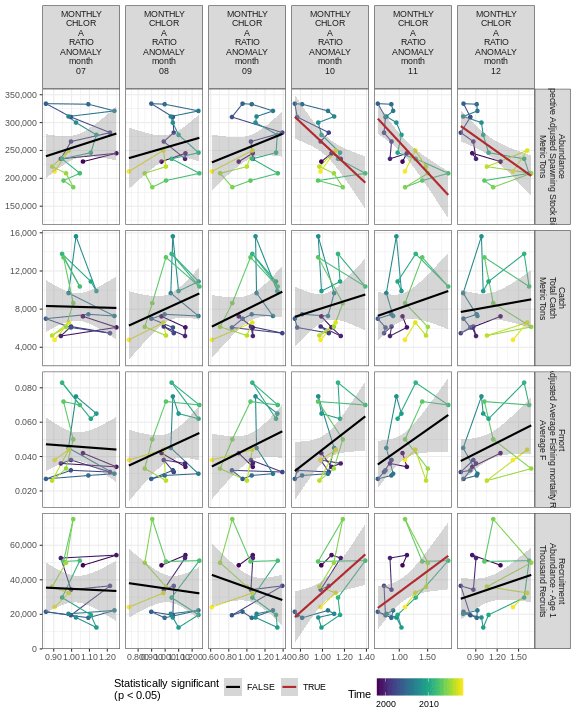 MONTHLY MONTHLY MONTHLY MONTHLY MONTHLY MONTHLY
CHLOR CHLOR CHLOR CHLOR CHLOR CHLOR
A A A A A A
RATIO RATIO RATIO RATIO RATIO RATIO
ANOMALY ANOMALY ANOMALY ANOMALY ANOMALY ANOMALY
month month month month month month
07 08 09 10 11 12
350,000
300,000
250,000
200,000
150,000
Abundance
Adjusted Spawning Stock
Metric Tons
16,000
12,000
8,000
4,000
Catch
Total Catch
Metric Tons
0.080
0.060
0.040
0.020
Fmort
Average Fishing mortality
Average F
60,000
40,000
20,000
0
Recruitment
Abundance - Age 1
Thousand Recruits
0.90 1.00 1.10 1.20
0.80 1.00 1.20 1.40
0.80 1.00 1.20 1.40
1.00 1.50
0.90 1.20 1.50
Statistically significant
(p < 0.05)
FALSE TRUE
Time
2000 2010